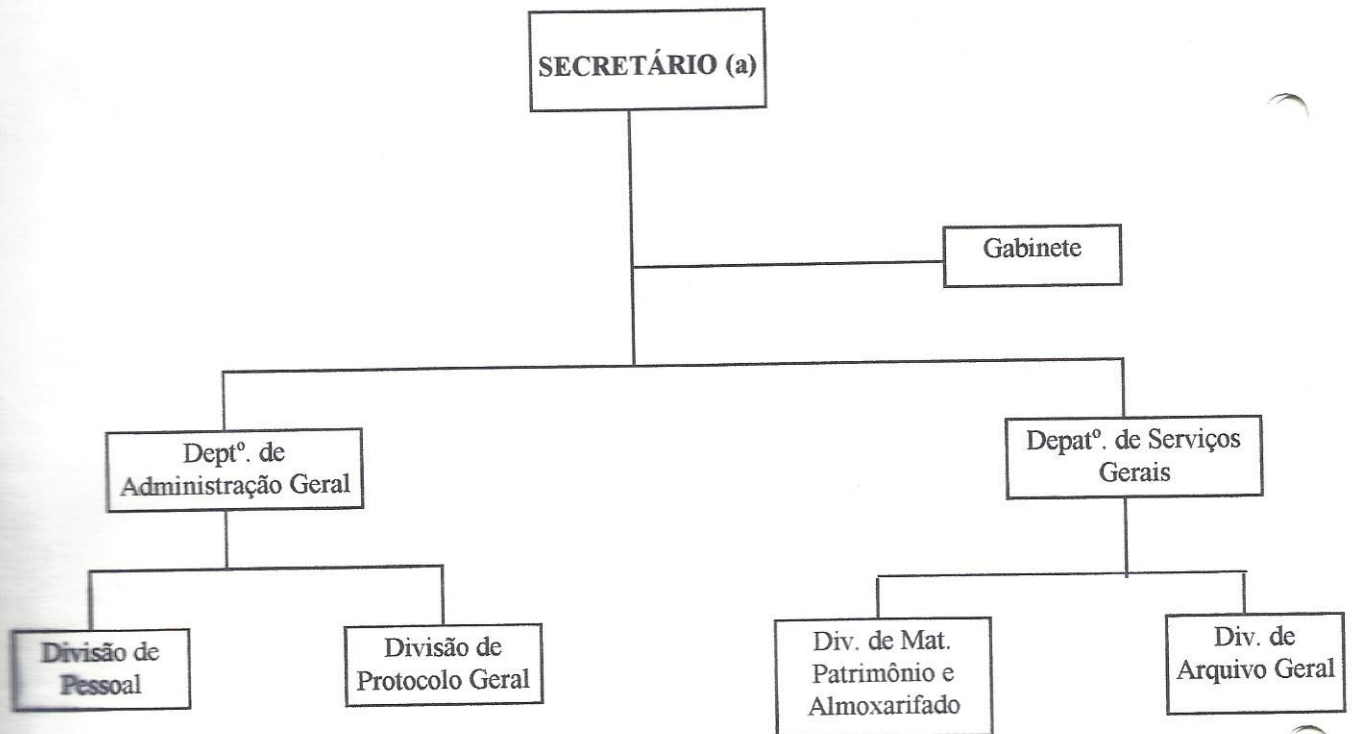 SECRETÁRIO (a)
Gabinete
Deptº. de
Administração Geral
Depatº. de Serviços
Gerais
Divisão de
Pessoal
Divisão de
Protocolo Geral
Div. de Mat.
Patrimônio e
Almoxarifado
Div. de
Arquivo Geral